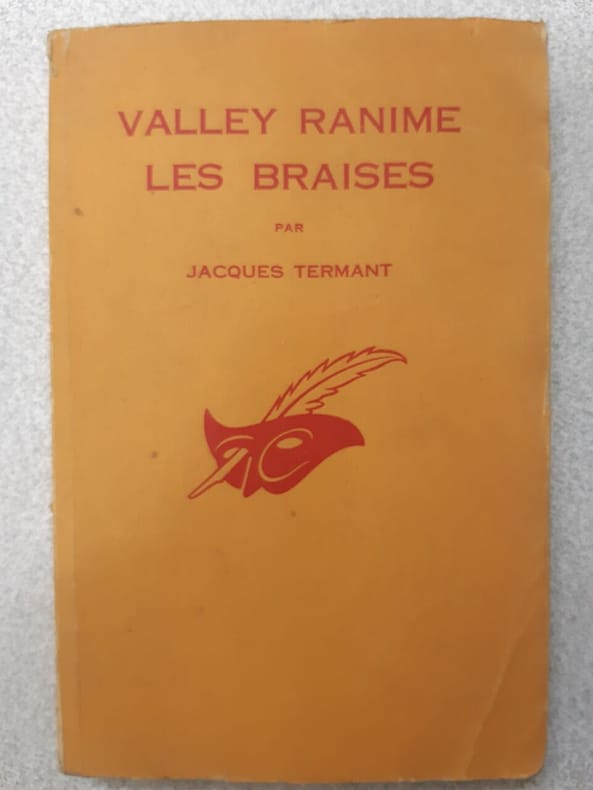 VALLEY RANIME
LES BRAISES
PAR
JACQUES TERMANT